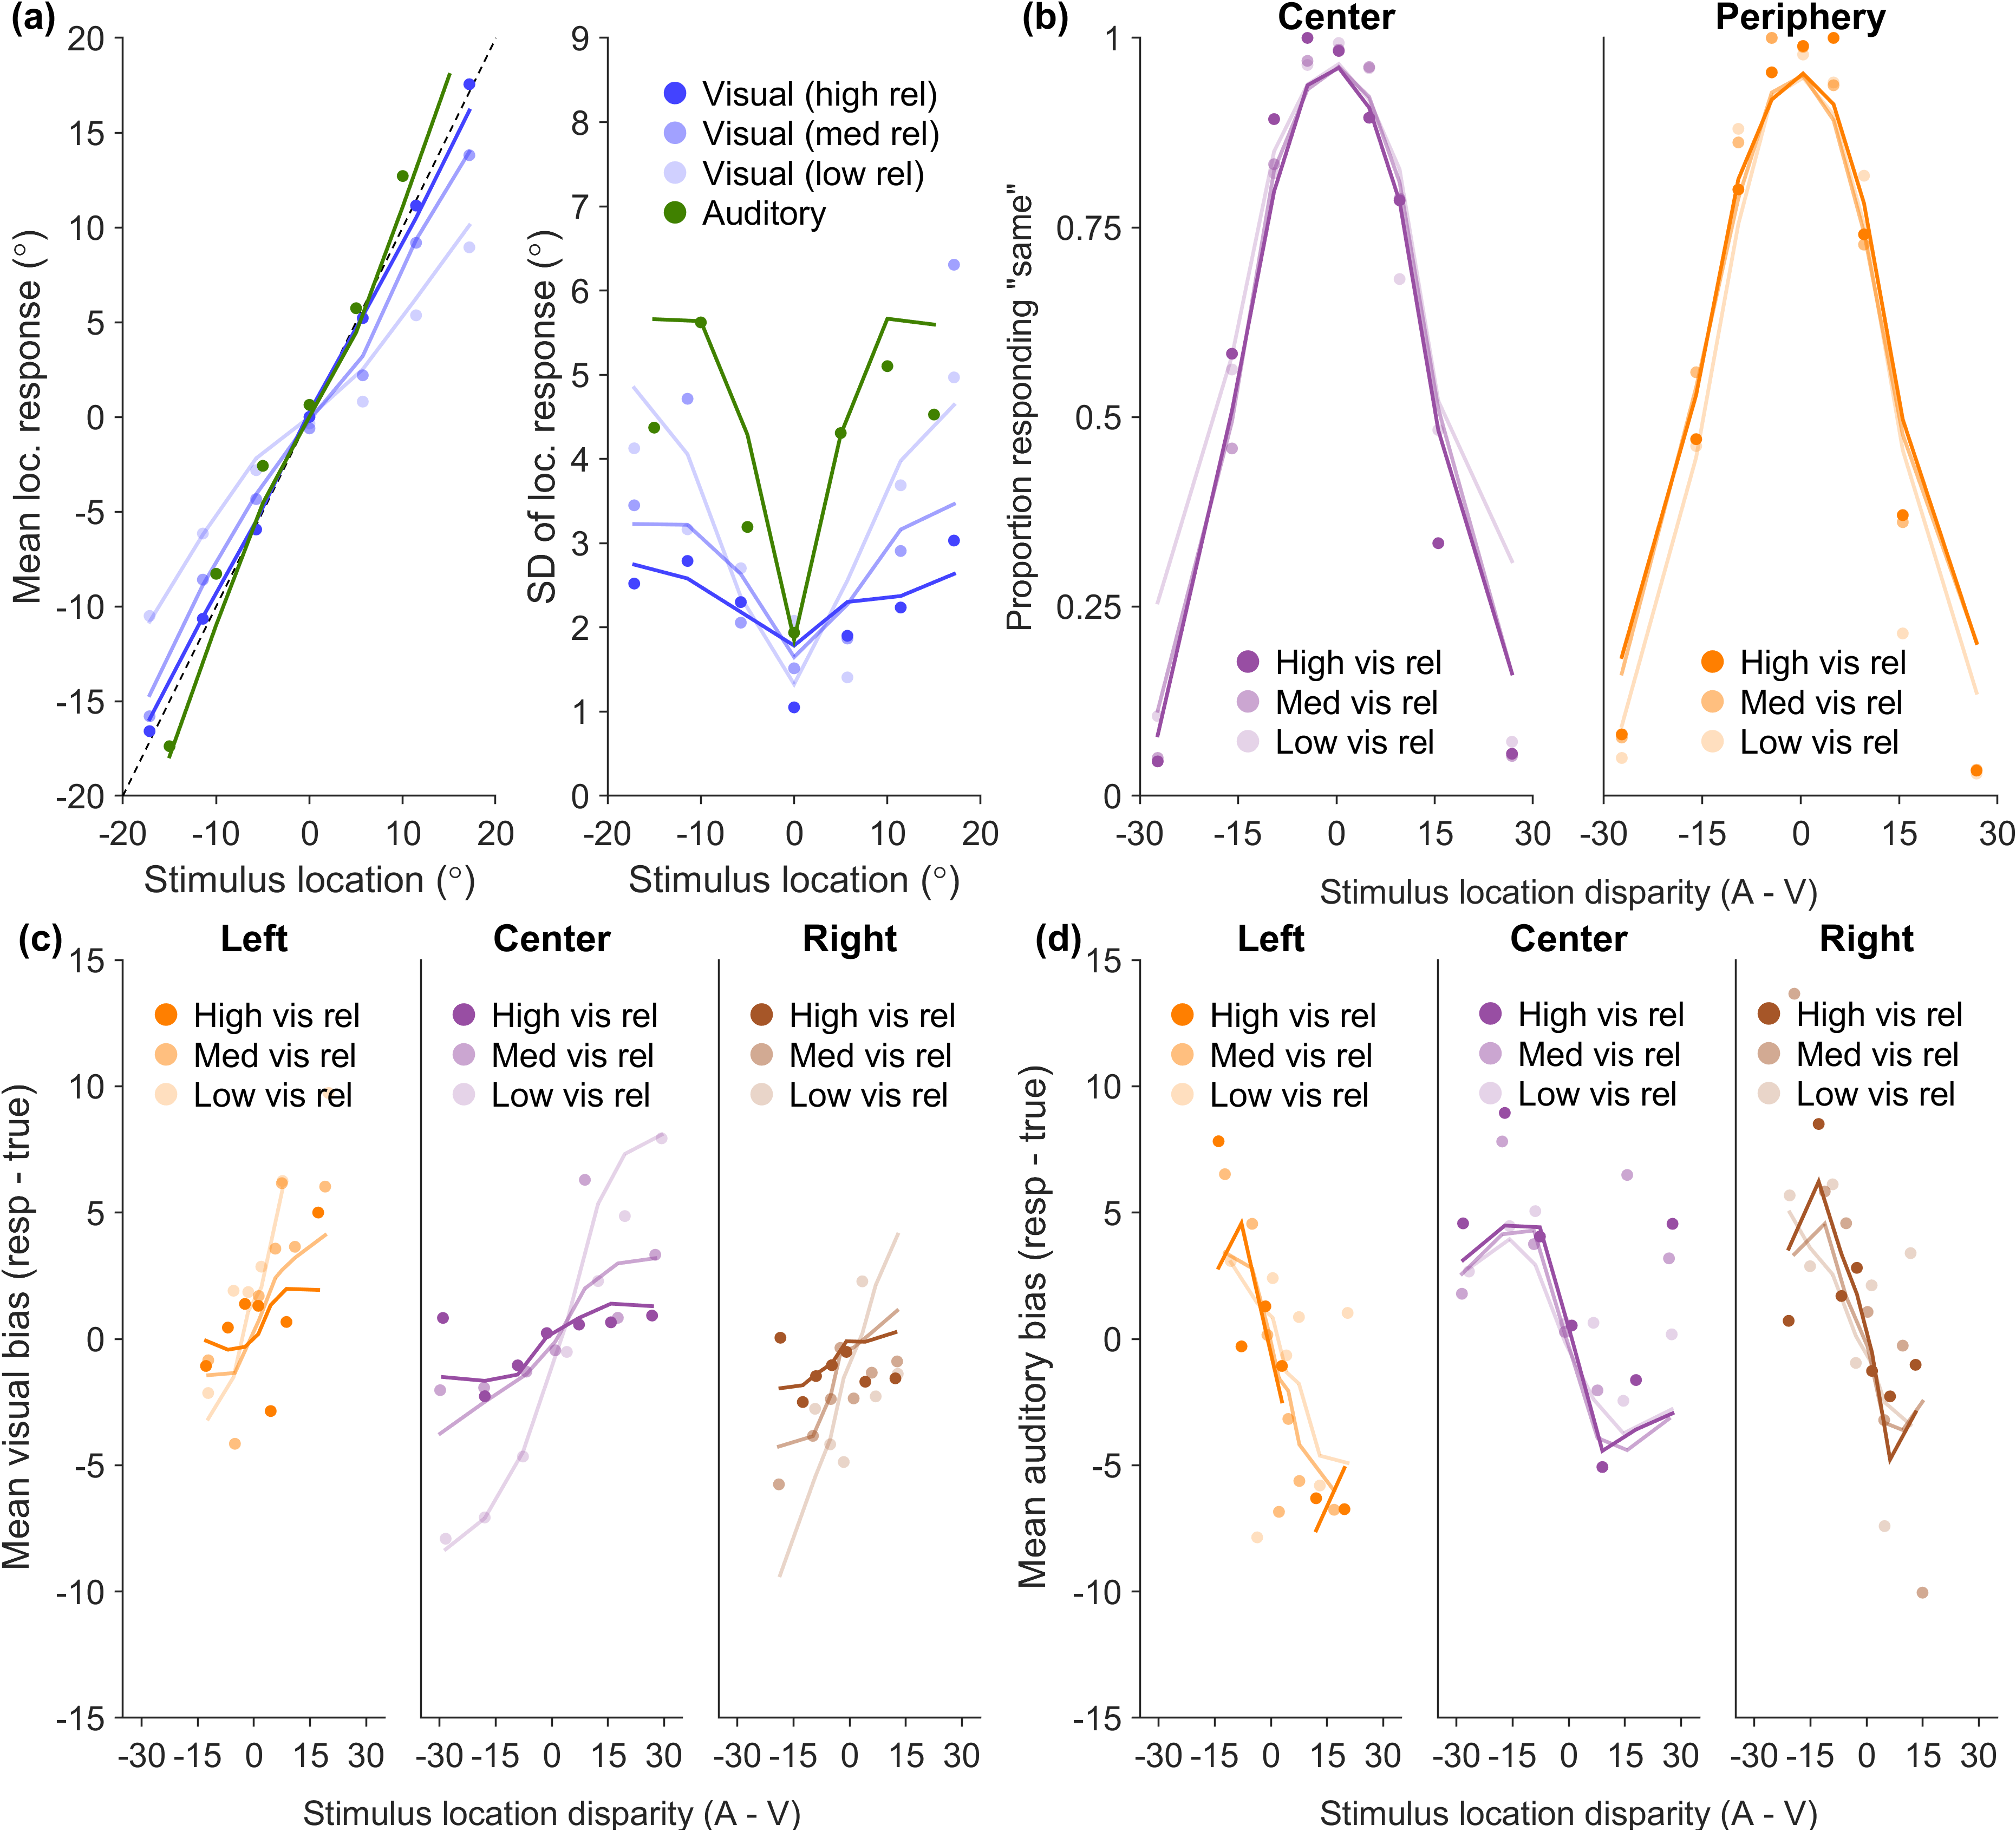 (a)
20
15
10
5
0
-5
-10
-15
-20
-20 -10 0 10 20
Mean loc. response (°)
Stimulus location (°)
9
8
7
6
5
4
3
2
1
0
-20 -10 0 10 20
SD of loc. response (°)
Stimulus location (°)
Visual (high rel)
Visual (med rel)
Visual (low rel)
Auditory
(b)
Center
Periphery
1
0.75
0.5
0.25
0
Proportion responding "same"
High vis rel
Med vis rel
Low vis rel
High vis rel
Med vis rel
Low vis rel
-30 -15 0 15 30
-30 -15 0 15 30
Stimulus location disparity (A - V)
(c)
Left
Center
Right
15
10
5
0
-5
-10
-15
Mean visual bias (resp - true)
High vis rel
Med vis rel
Low vis rel
High vis rel
Med vis rel
Low vis rel
High vis rel
Med vis rel
Low vis rel
-30 -15 0 15 30
-30 -15 0 15 30
-30 -15 0 15 30
Stimulus location disparity (A - V)
(d)
Left
Center
Right
15
10
5
0
-5
-10
-15
Mean auditory bias (resp - true)
High vis rel
Med vis rel
Low vis rel
High vis rel
Med vis rel
Low vis rel
High vis rel
Med vis rel
Low vis rel
-30 -15 0 15 30
-30 -15 0 15 30
-30 -15 0 15 30
Stimulus location disparity (A - V)